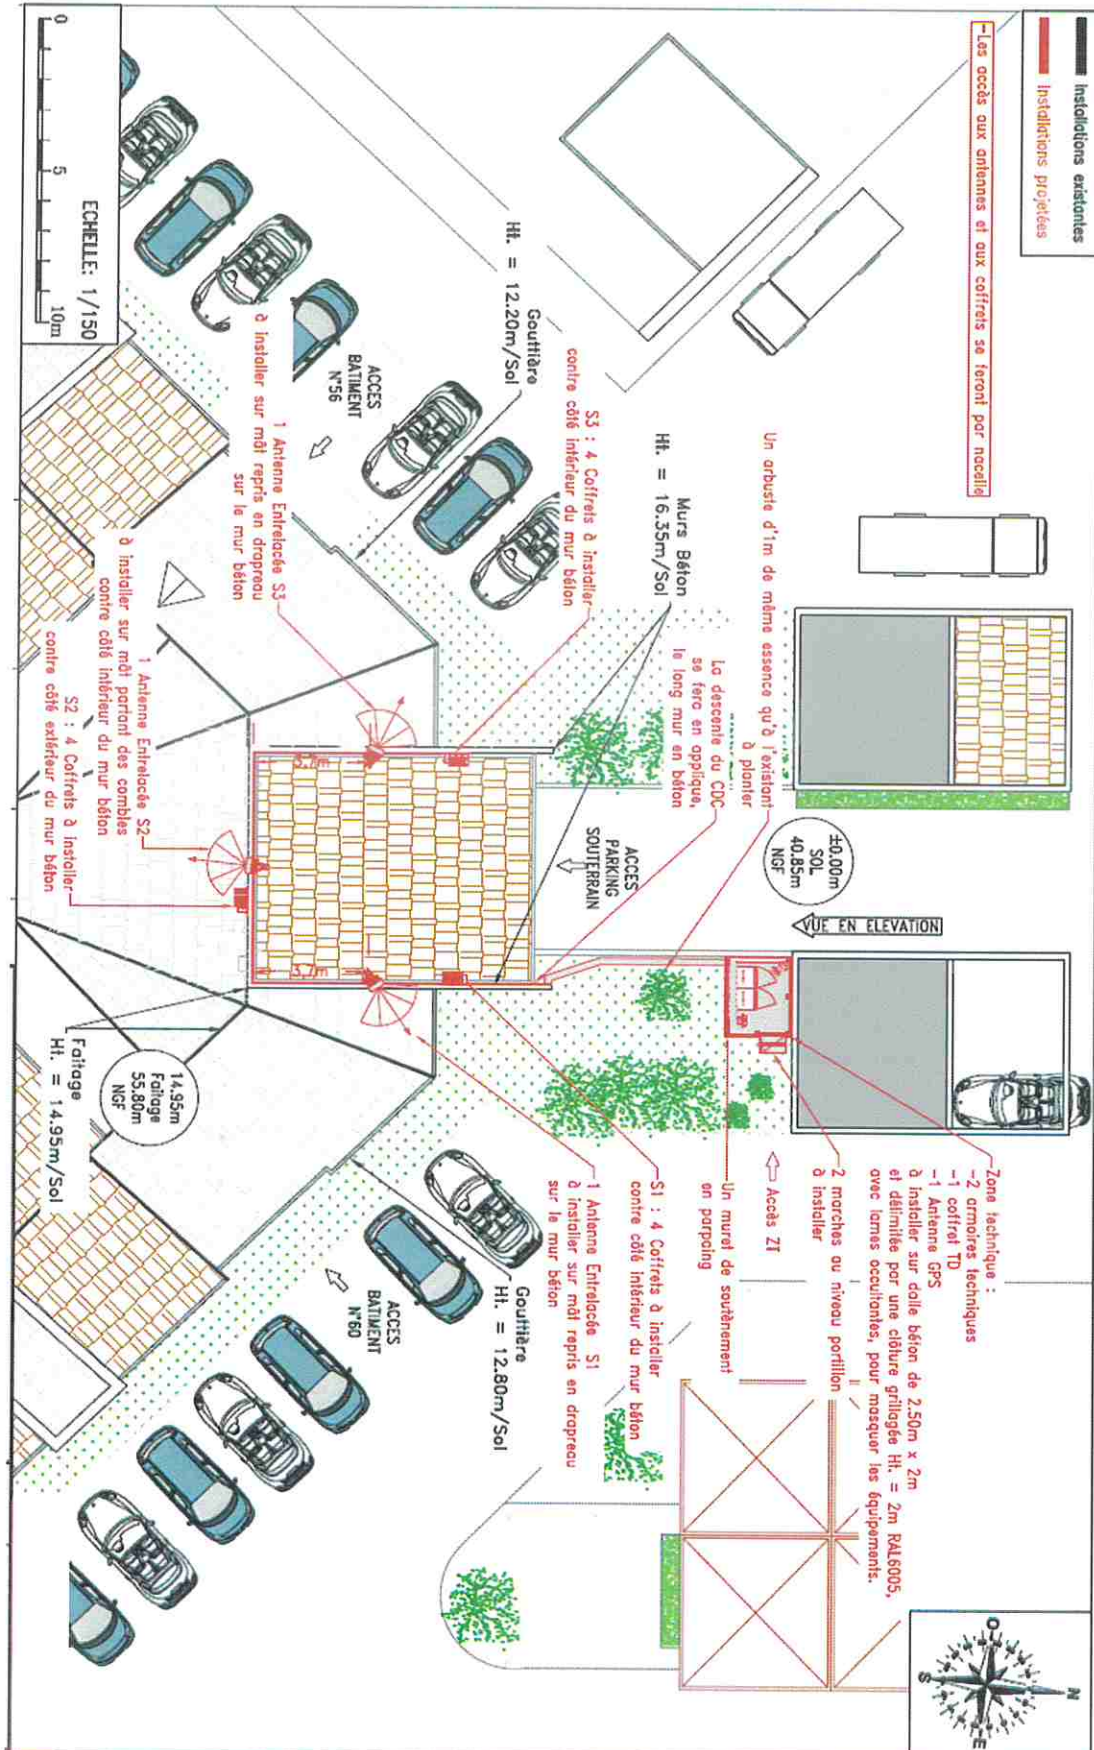 Installations existantes
Installations projetées
-Les accès aux antennes et aux coffrets se feront par nacelle
Zone technique :
-2 armoires techniques
-1 coffret TD
-1 Antenne GPS
à installer sur dalle béton de 2.50m x 2m
et délimitée par une clôture grillagée Ht. = 2m RAL6005,
avec lames occultantes, pour masquer les équipements.
2 marches au niveau portillon
à installer
Accès ZT
Un muret de soutènement
en parpaing
S1 : 4 Coffrets à installer
contre côté intérieur du mur béton
1 Antenne Entrelacée S1
à installer sur mât repris en drapreau
sur le mur béton
Gouttière
Ht. = 12.80m/Sol
ACCES
BATIMENT
N°60
±0.00m
SOL
40.85m
NGF
VUE EN ELEVATION
Un arbuste d'1m de même essence qu'à l'existant
à planter
La descente du CDC
se fera en applique,
le long mur en béton
ACCES
PARKING
SOUTERRAIN
Murs Béton
Ht. = 16.35m/Sol
S3 : 4 Coffrets à installer
contre côté intérieur du mur béton
Gouttière
Ht. = 12.20m/Sol
ACCES
BATIMENT
N°56
1 Antenne Entrelacée S3
à installer sur mât repris en drapreau
sur le mur béton
3,7m
3,7m
1 Antenne Entrelacée S2
à installer sur mât partant des combles
contre côté intérieur du mur béton
S2 : 4 Coffrets à installer
contre côté extérieur du mur béton
14.95m
Faîtage
55.80m
NGF
Faîtage
Ht. = 14.95m/Sol
ECHELLE: 1/150
0 5 10m
N
O
E
S